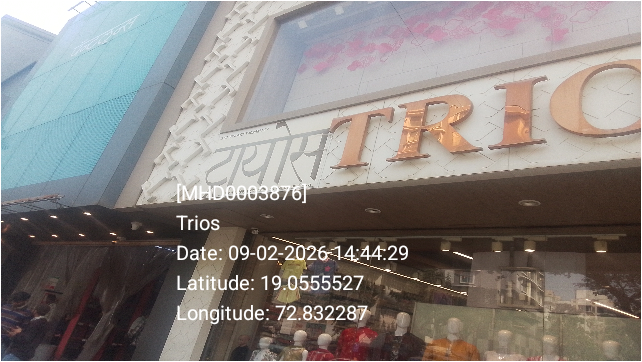 टायोस TRIO
[MHD0003876]
Trios
Date: 09-02-2026 14:44:29
Latitude: 19.0555527
Longitude: 72.832287